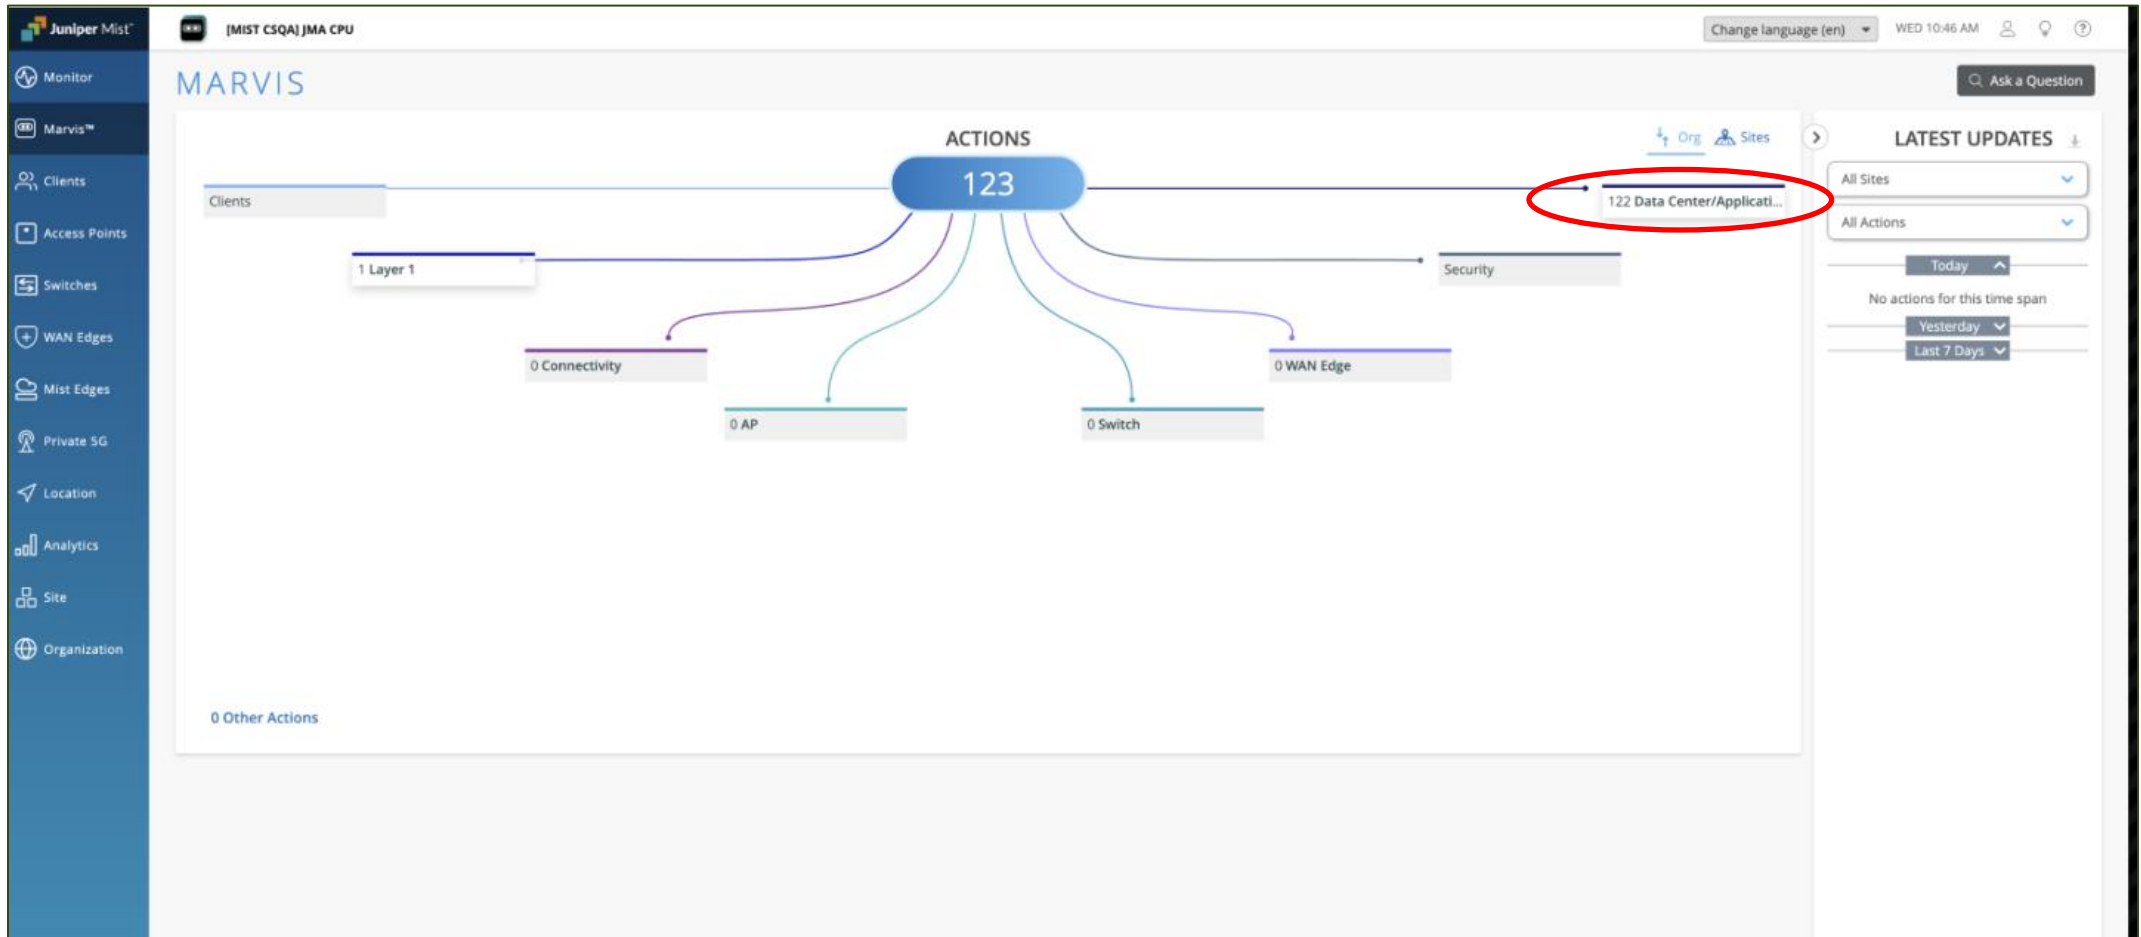 Juniper Mist™
[MIST CSQA] JMA CPU
Change language (en)
WED 10:46 AM
Monitor
Marvis™
Clients
Access Points
Switches
WAN Edges
Mist Edges
Private 5G
Location
Analytics
Site
Organization
MARVIS
Ask a Question
ACTIONS
123
Org
Sites
Clients
122 Data Center/Applicati...
1 Layer 1
Security
0 Connectivity
0 WAN Edge
0 AP
0 Switch
0 Other Actions
LATEST UPDATES
All Sites
All Actions
Today
No actions for this time span
Yesterday
Last 7 Days